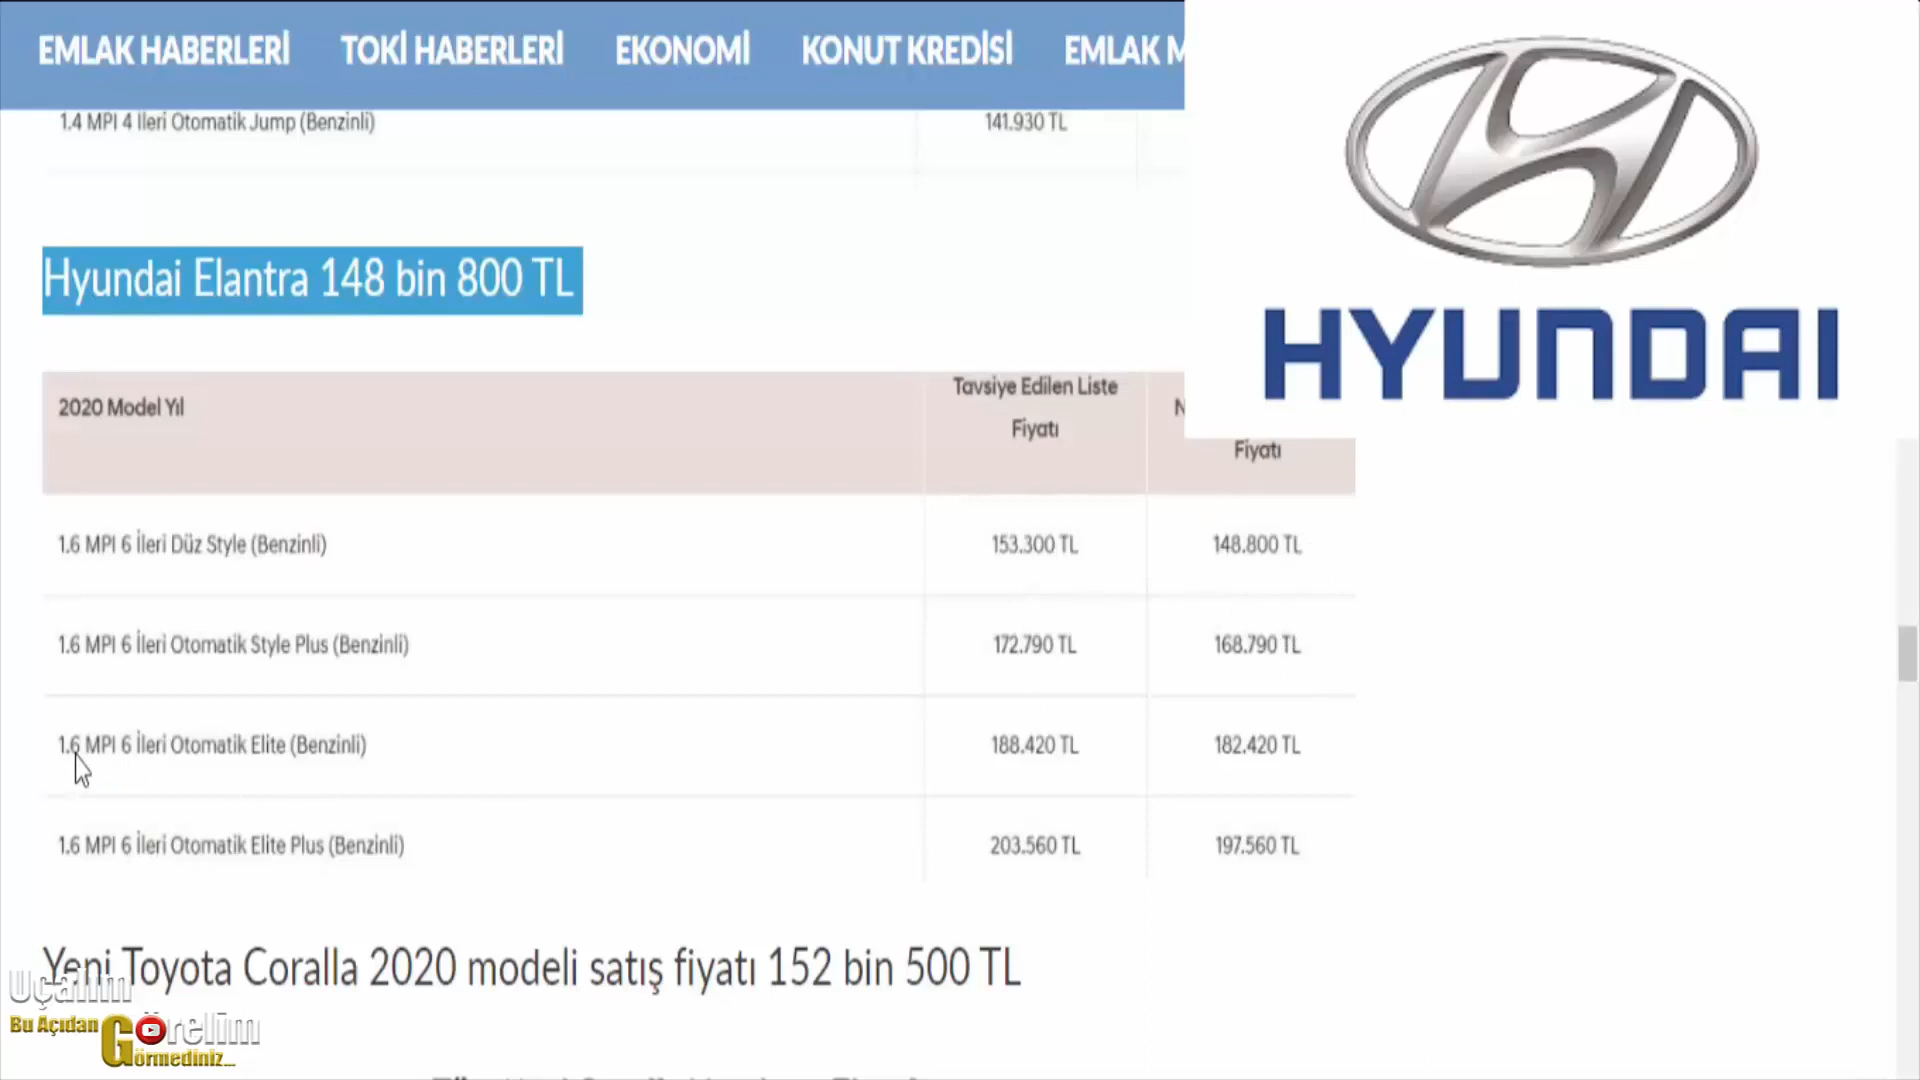 EMLAK HABERLERİ TOKİ HABERLERİ EKONOMİ KONUT KREDİSİ EMLAK M
1.4 MPI 4 İleri Otomatik Jump (Benzinli) 141.930 TL
HYUNDAI
Hyundai Elantra 148 bin 800 TL
2020 Model Yıl Tavsiye Edilen Liste Fiyatı N Fiyatı
1.6 MPI 6 İleri Düz Style (Benzinli) 153.300 TL 148.800 TL
1.6 MPI 6 İleri Otomatik Style Plus (Benzinli) 172.790 TL 168.790 TL
1.6 MPI 6 İleri Otomatik Elite (Benzinli) 188.420 TL 182.420 TL
1.6 MPI 6 İleri Otomatik Elite Plus (Benzinli) 203.560 TL 197.560 TL
Yeni Toyota Coralla 2020 modeli satış fiyatı 152 bin 500 TL
Uçalım
Bu Açıdan Görelim
Görmediniz...